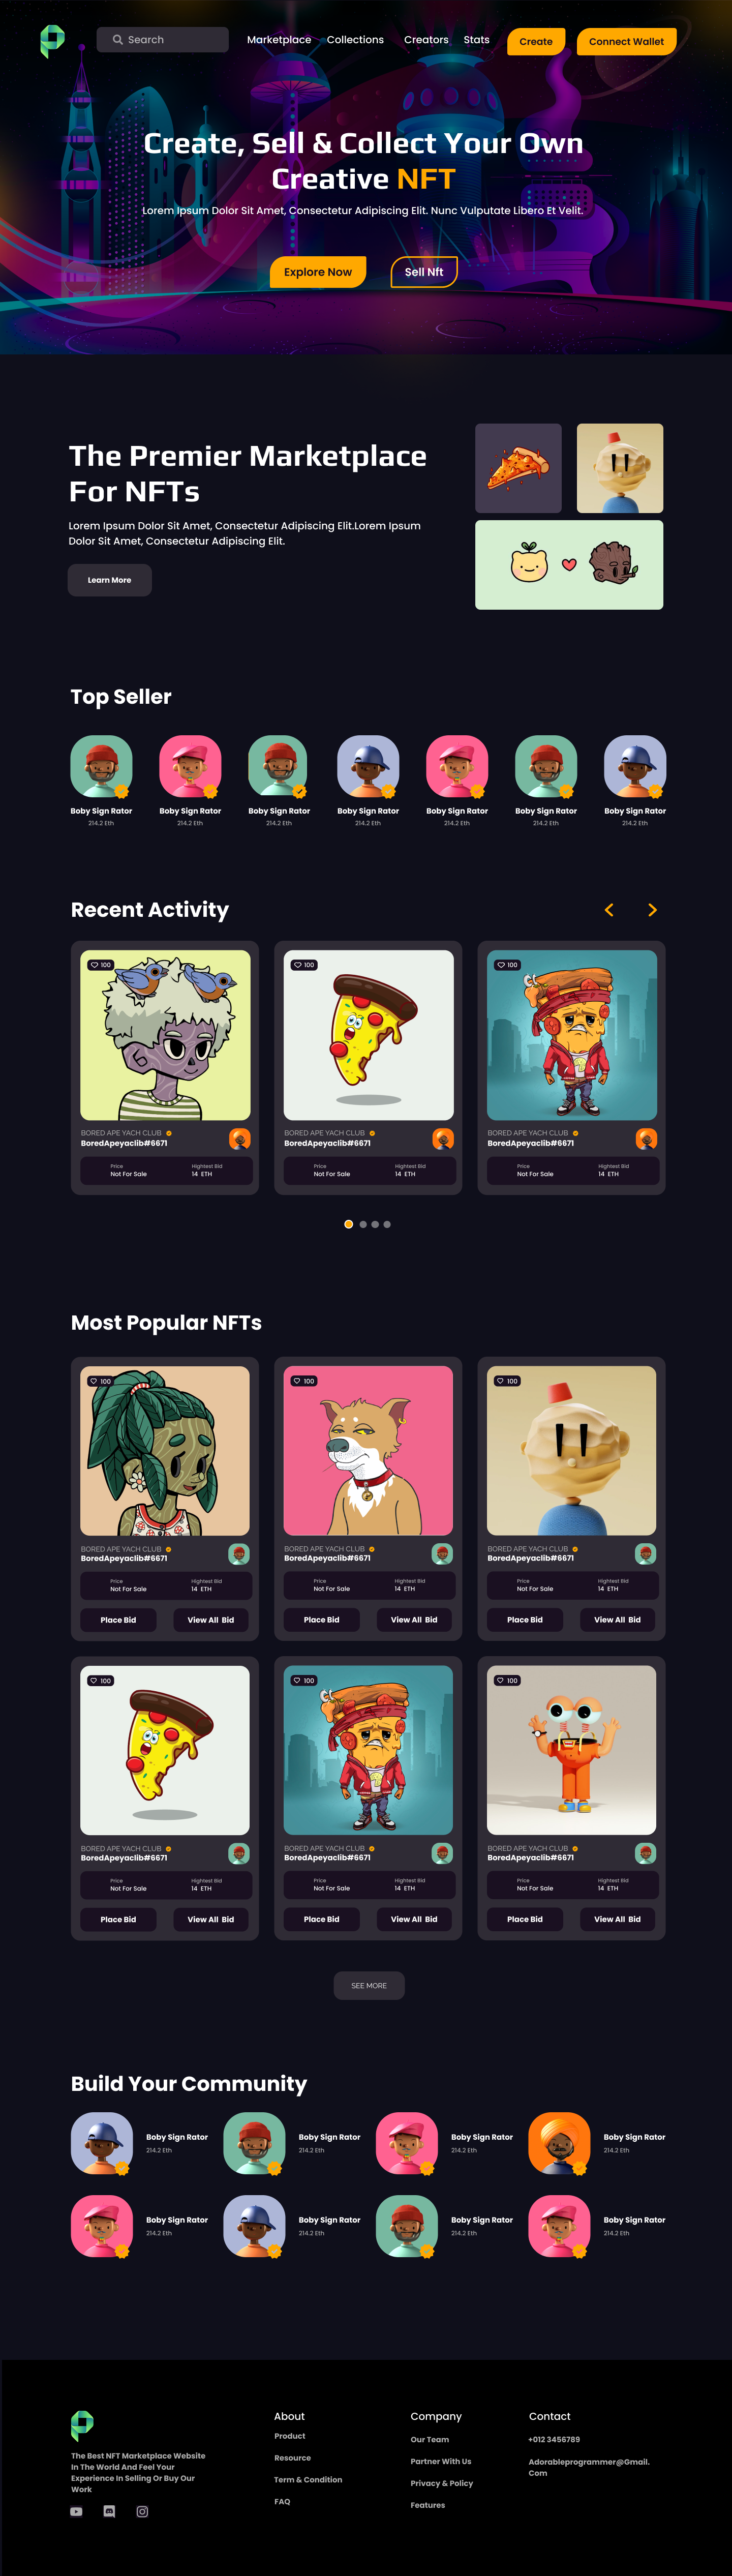 Search
Marketplace
Collections
Creators
Stats
Create
Connect Wallet
Create, Sell & Collect Your Own
Creative NFT
Lorem Ipsum Dolor Sit Amet, Consectetur Adipiscing Elit. Nunc Vulputate Libero Et Velit.
Explore Now
Sell Nft
The Premier Marketplace
For NFTs
Lorem Ipsum Dolor Sit Amet, Consectetur Adipiscing Elit.Lorem Ipsum
Dolor Sit Amet, Consectetur Adipiscing Elit.
Learn More
Top Seller
Boby Sign Rator
214.2 Eth
Boby Sign Rator
214.2 Eth
Boby Sign Rator
214.2 Eth
Boby Sign Rator
214.2 Eth
Boby Sign Rator
214.2 Eth
Boby Sign Rator
214.2 Eth
Boby Sign Rator
214.2 Eth
Recent Activity
100
BORED APE YACH CLUB
BoredApeyaclib#6671
Price
Not For Sale
Hightest Bid
14 ETH
100
BORED APE YACH CLUB
BoredApeyaclib#6671
Price
Not For Sale
Hightest Bid
14 ETH
100
BORED APE YACH CLUB
BoredApeyaclib#6671
Price
Not For Sale
Hightest Bid
14 ETH
Most Popular NFTs
100
BORED APE YACH CLUB
BoredApeyaclib#6671
Price
Not For Sale
Hightest Bid
14 ETH
Place Bid
View All Bid
100
BORED APE YACH CLUB
BoredApeyaclib#6671
Price
Not For Sale
Hightest Bid
14 ETH
Place Bid
View All Bid
100
BORED APE YACH CLUB
BoredApeyaclib#6671
Price
Not For Sale
Hightest Bid
14 ETH
Place Bid
View All Bid
100
BORED APE YACH CLUB
BoredApeyaclib#6671
Price
Not For Sale
Hightest Bid
14 ETH
Place Bid
View All Bid
100
BORED APE YACH CLUB
BoredApeyaclib#6671
Price
Not For Sale
Hightest Bid
14 ETH
Place Bid
View All Bid
100
BORED APE YACH CLUB
BoredApeyaclib#6671
Price
Not For Sale
Hightest Bid
14 ETH
Place Bid
View All Bid
SEE MORE
Build Your Community
Boby Sign Rator
214.2 Eth
Boby Sign Rator
214.2 Eth
Boby Sign Rator
214.2 Eth
Boby Sign Rator
214.2 Eth
Boby Sign Rator
214.2 Eth
Boby Sign Rator
214.2 Eth
Boby Sign Rator
214.2 Eth
Boby Sign Rator
214.2 Eth
The Best NFT Marketplace Website
In The World And Feel Your
Experience In Selling Or Buy Our
Work
About
Product
Resource
Term & Condition
FAQ
Company
Our Team
Partner With Us
Privacy & Policy
Features
Contact
+012 3456789
Adorableprogrammer@Gmail.
Com